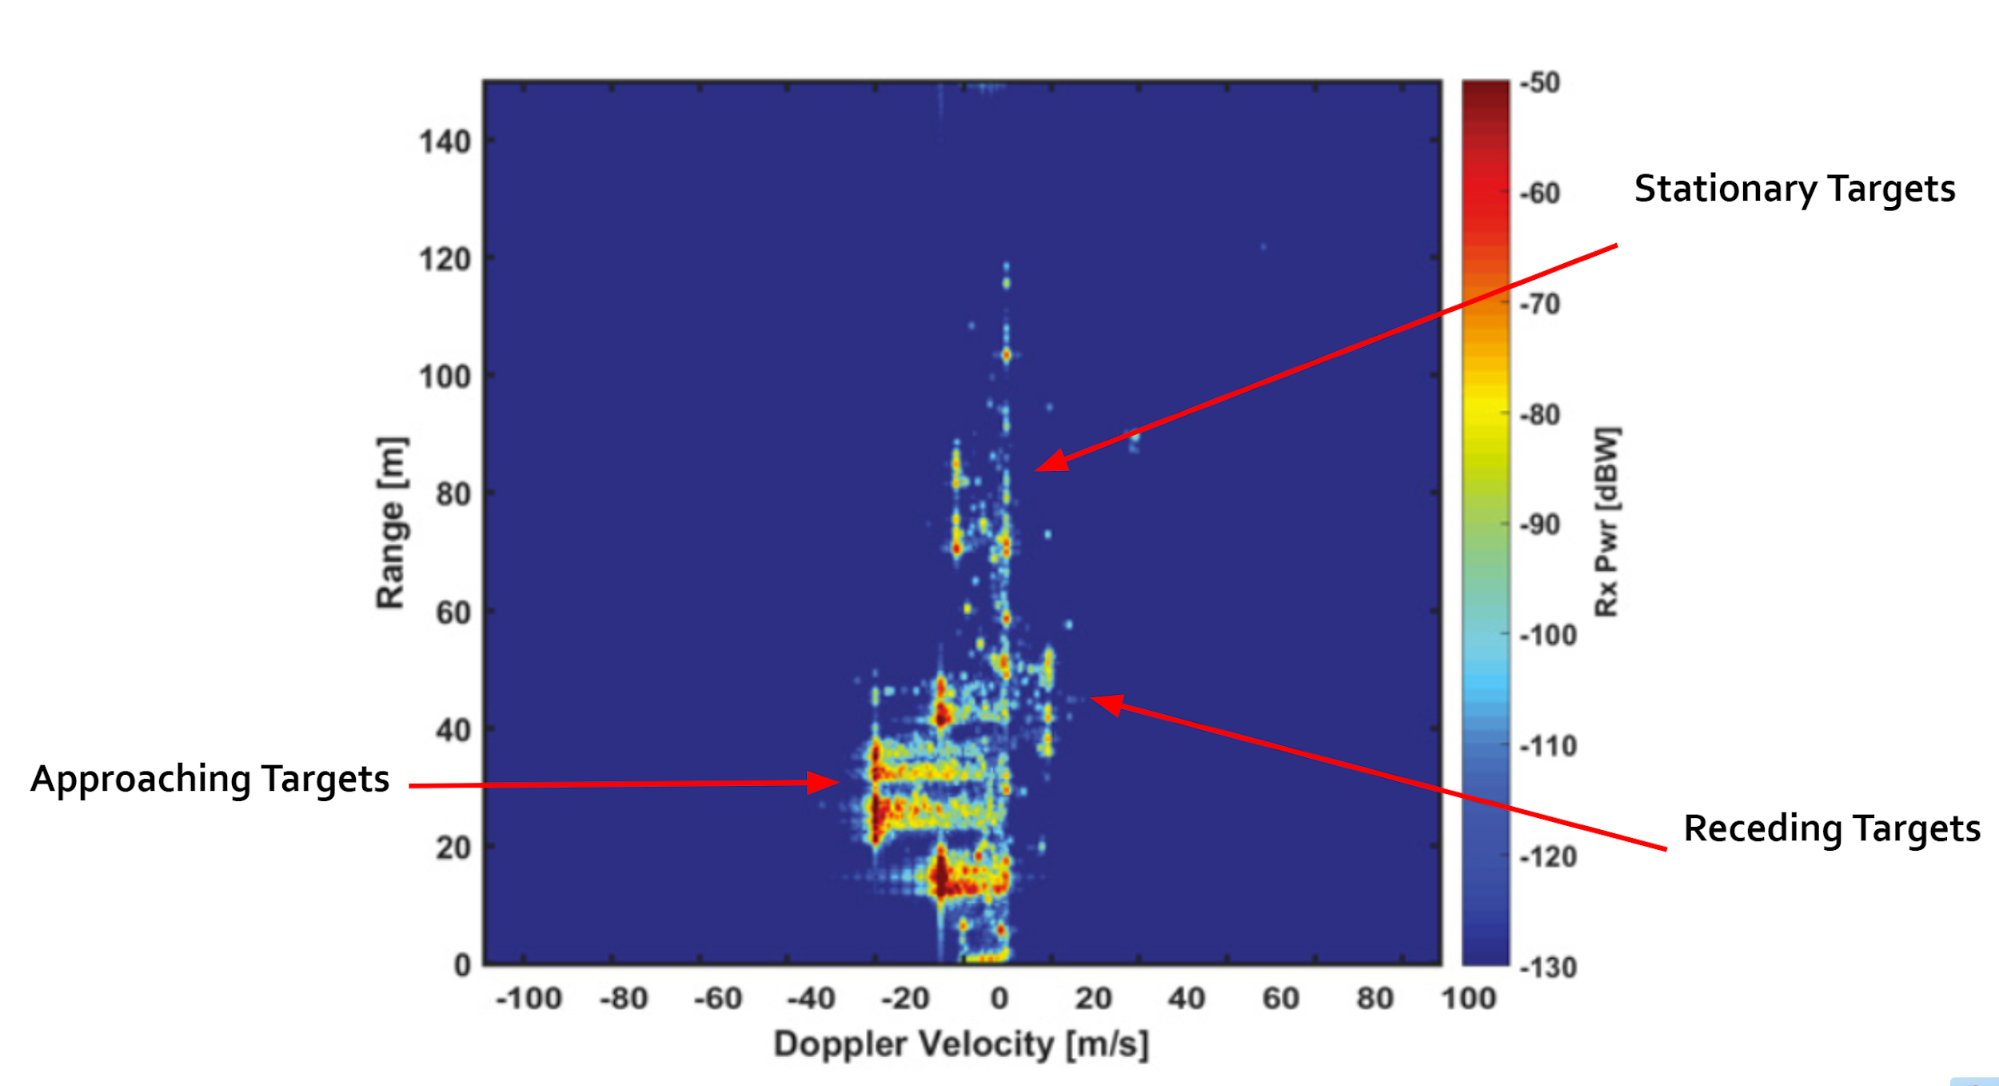 -50
140
-60
Stationary Targets
120
-70
100
-80
Range [m]
80
-90
Rx Pwr [dBW]
60
-100
40
-110
Approaching Targets
Receding Targets
20
-120
0
-130
-100 -80 -60 -40 -20 0 20 40 60 80 100
Doppler Velocity [m/s]